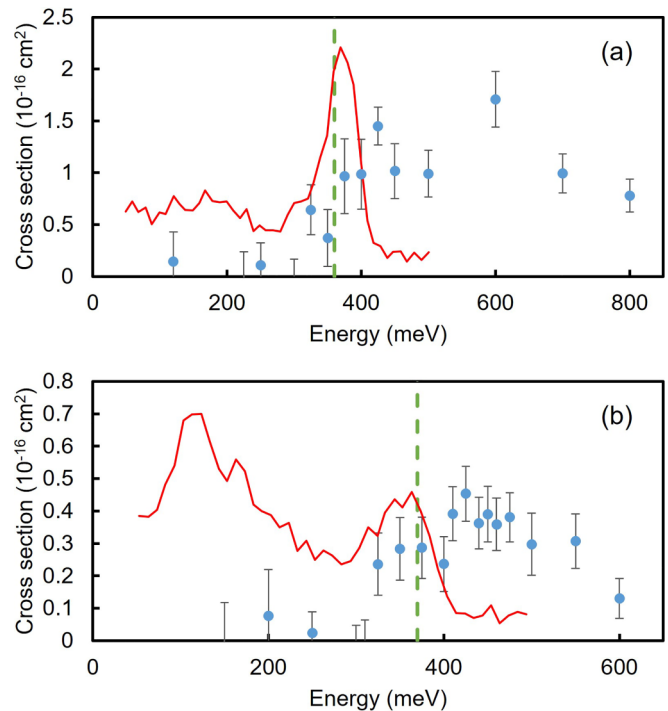 2.5
(a)
2
1.5
1
0.5
0
Cross section (10⁻¹⁶ cm²)
0 200 400 600 800
Energy (meV)
0.8
(b)
0.7
0.6
0.5
0.4
0.3
0.2
0.1
0
Cross section (10⁻¹⁶ cm²)
0 200 400 600
Energy (meV)